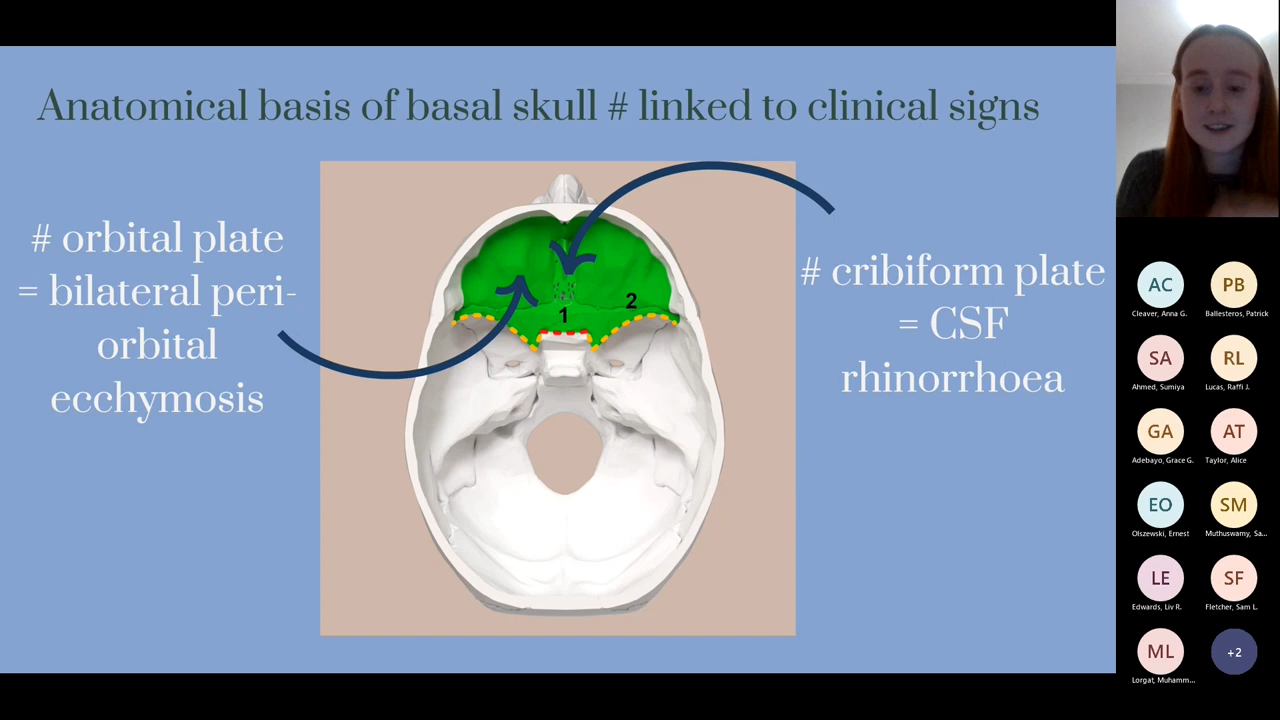 Anatomical basis of basal skull # linked to clinical signs
# orbital plate
= bilateral peri-
orbital
ecchymosis
1
2
# cribiform plate
= CSF
rhinorrhoea
AC
PB
Cleaver, Anna G.
Ballesteros, Patrick
SA
RL
Ahmed, Sumiya
Lucas, Raffi J.
GA
AT
Adebayo, Grace G.
Taylor, Alice
EO
SM
Olszewski, Ernest
Muthuswamy, Sa...
LE
SF
Edwards, Liv R.
Fletcher, Sam L.
ML
+2
Lorgat, Muhamm...